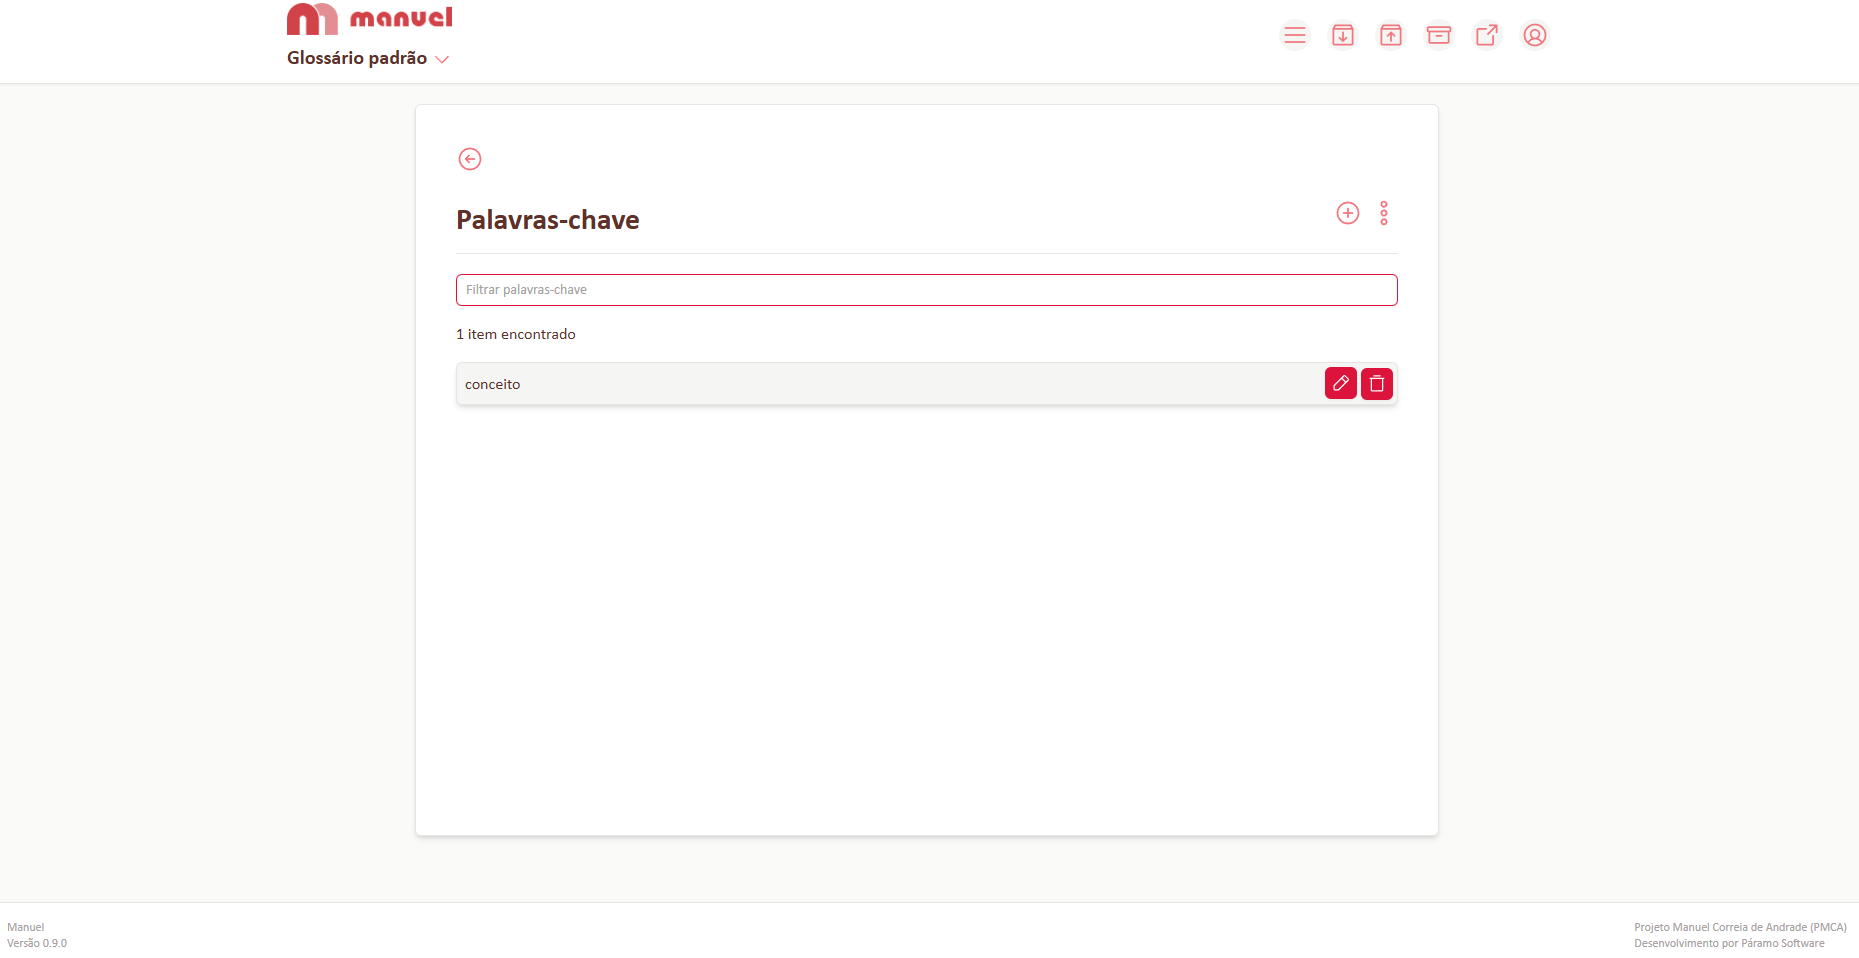 manuel
Glossário padrão
Palavras-chave
Filtrar palavras-chave
1 item encontrado
conceito
Manuel
Versão 0.9.0
Projeto Manuel Correia de Andrade (PMCA)
Desenvolvimento por Páramo Software